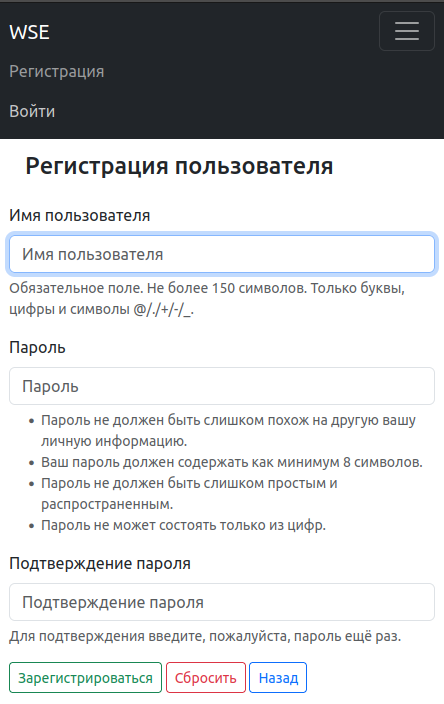 WSE
Регистрация
Войти
Регистрация пользователя
Имя пользователя
Имя пользователя
Обязательное поле. Не более 150 символов. Только буквы,
цифры и символы @/./+/-/_.
Пароль
Пароль
• Пароль не должен быть слишком похож на другую вашу
личную информацию.
• Ваш пароль должен содержать как минимум 8 символов.
• Пароль не должен быть слишком простым и
распространенным.
• Пароль не может состоять только из цифр.
Подтверждение пароля
Подтверждение пароля
Для подтверждения введите, пожалуйста, пароль ещё раз.
Зарегистрироваться Сбросить Назад